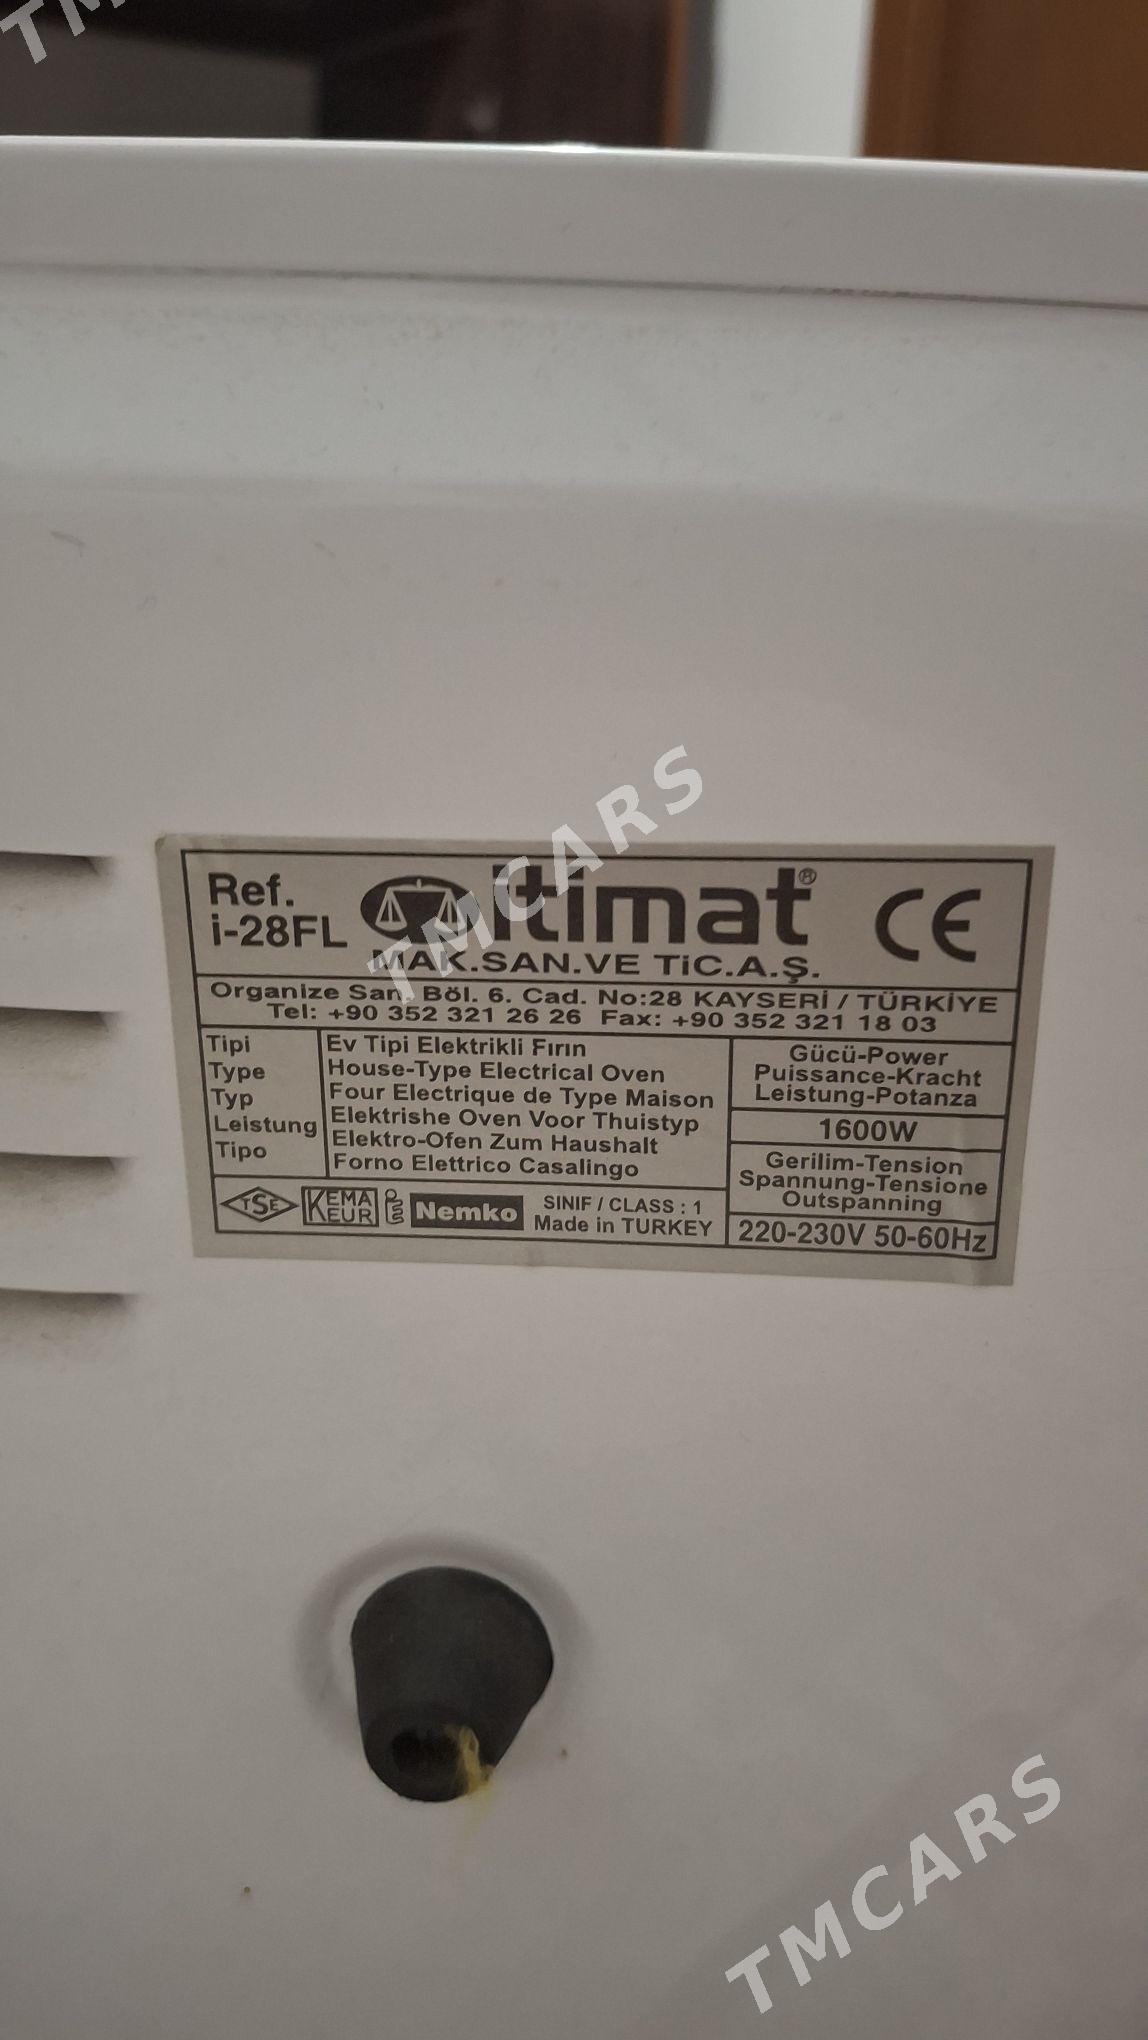 TM
Ref.
i-28FL
itimat®
CE
MAK.SAN.VE TiC.A.Ş.
Organize San. Böl. 6. Cad. No:28 KAYSERİ / TÜRKİYE
Tel: +90 352 321 26 26 Fax: +90 352 321 18 03
Tipi
Type
Typ
Leistung
Tipo
Ev Tipi Elektrikli Fırın
House-Type Electrical Oven
Four Electrique de Type Maison
Elektrishe Oven Voor Thuistyp
Elektro-Ofen Zum Haushalt
Forno Elettrico Casalingo
Gücü-Power
Puissance-Kracht
Leistung-Potanza
1600W
Gerilim-Tension
Spannung-Tensione
Outspanning
220-230V 50-60Hz
TSE
KEMA
EUR
Nemko
SINIF / CLASS : 1
Made in TURKEY
TMCARS
TMCARS